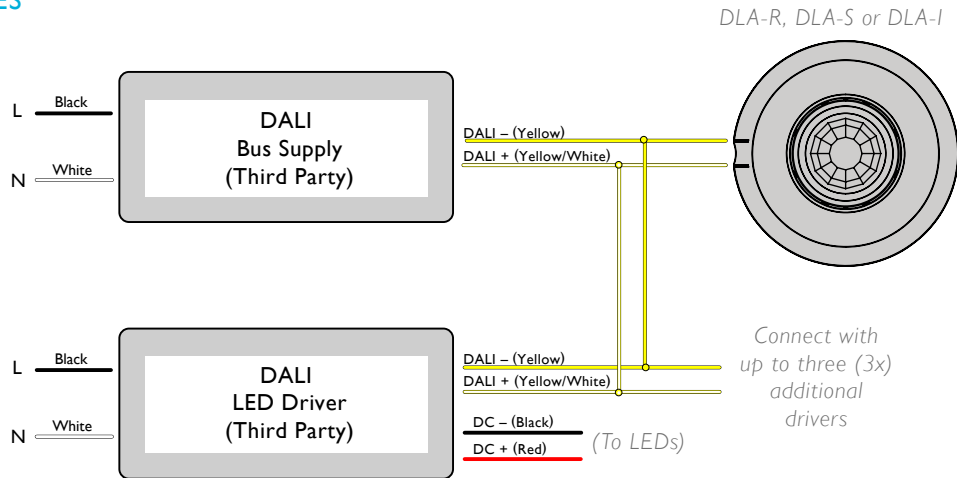 ES
DLA-R, DLA-S or DLA-I
L
Black
N
White
DALI
Bus Supply
(Third Party)
DALI – (Yellow)
DALI + (Yellow/White)
L
Black
N
White
DALI
LED Driver
(Third Party)
DALI – (Yellow)
DALI + (Yellow/White)
DC – (Black)
DC + (Red)
(To LEDs)
Connect with
up to three (3x)
additional
drivers